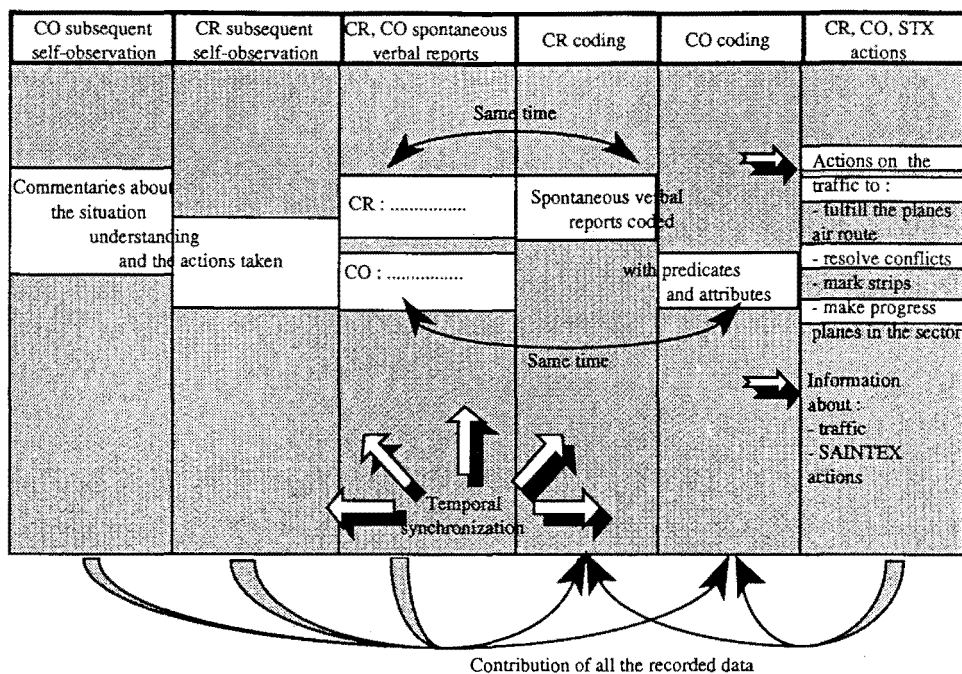 CO subsequent
self-observation
CR subsequent
self-observation
CR, CO spontaneous
verbal reports
CR coding
CO coding
CR, CO, STX
actions
Same time
Commentaries about
the situation
understanding
and the actions taken
CR : ................
CO : ................
Spontaneous verbal
reports coded
with predicates
and attributes
Same time
Actions on the
traffic to :
- fulfill the planes
air route
- resolve conflicts
- mark strips
- make progress
planes in the sector
Information
about :
- traffic
- SAINTEX
actions
Temporal
synchronization
Contribution of all the recorded data